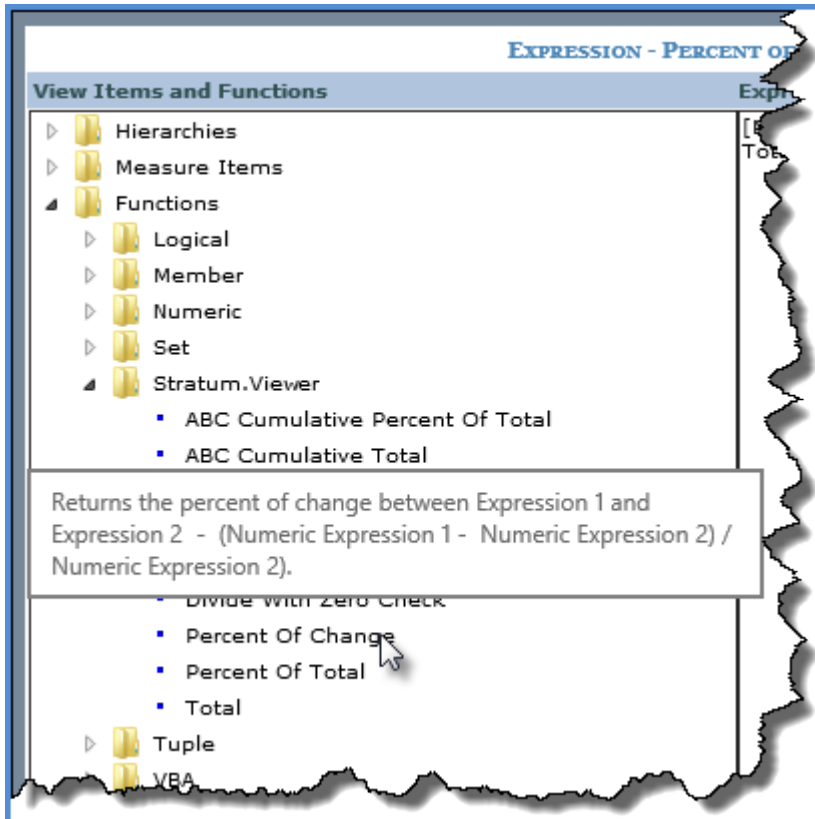 EXPRESSION - PERCENT OF
View Items and Functions
Hierarchies
Measure Items
Functions
Logical
Member
Numeric
Set
Stratum.Viewer
ABC Cumulative Percent Of Total
ABC Cumulative Total
Returns the percent of change between Expression 1 and
Expression 2 - (Numeric Expression 1 - Numeric Expression 2) /
Numeric Expression 2).
Divide With Zero Check
Percent Of Change
Percent Of Total
Total
Tuple
VBA